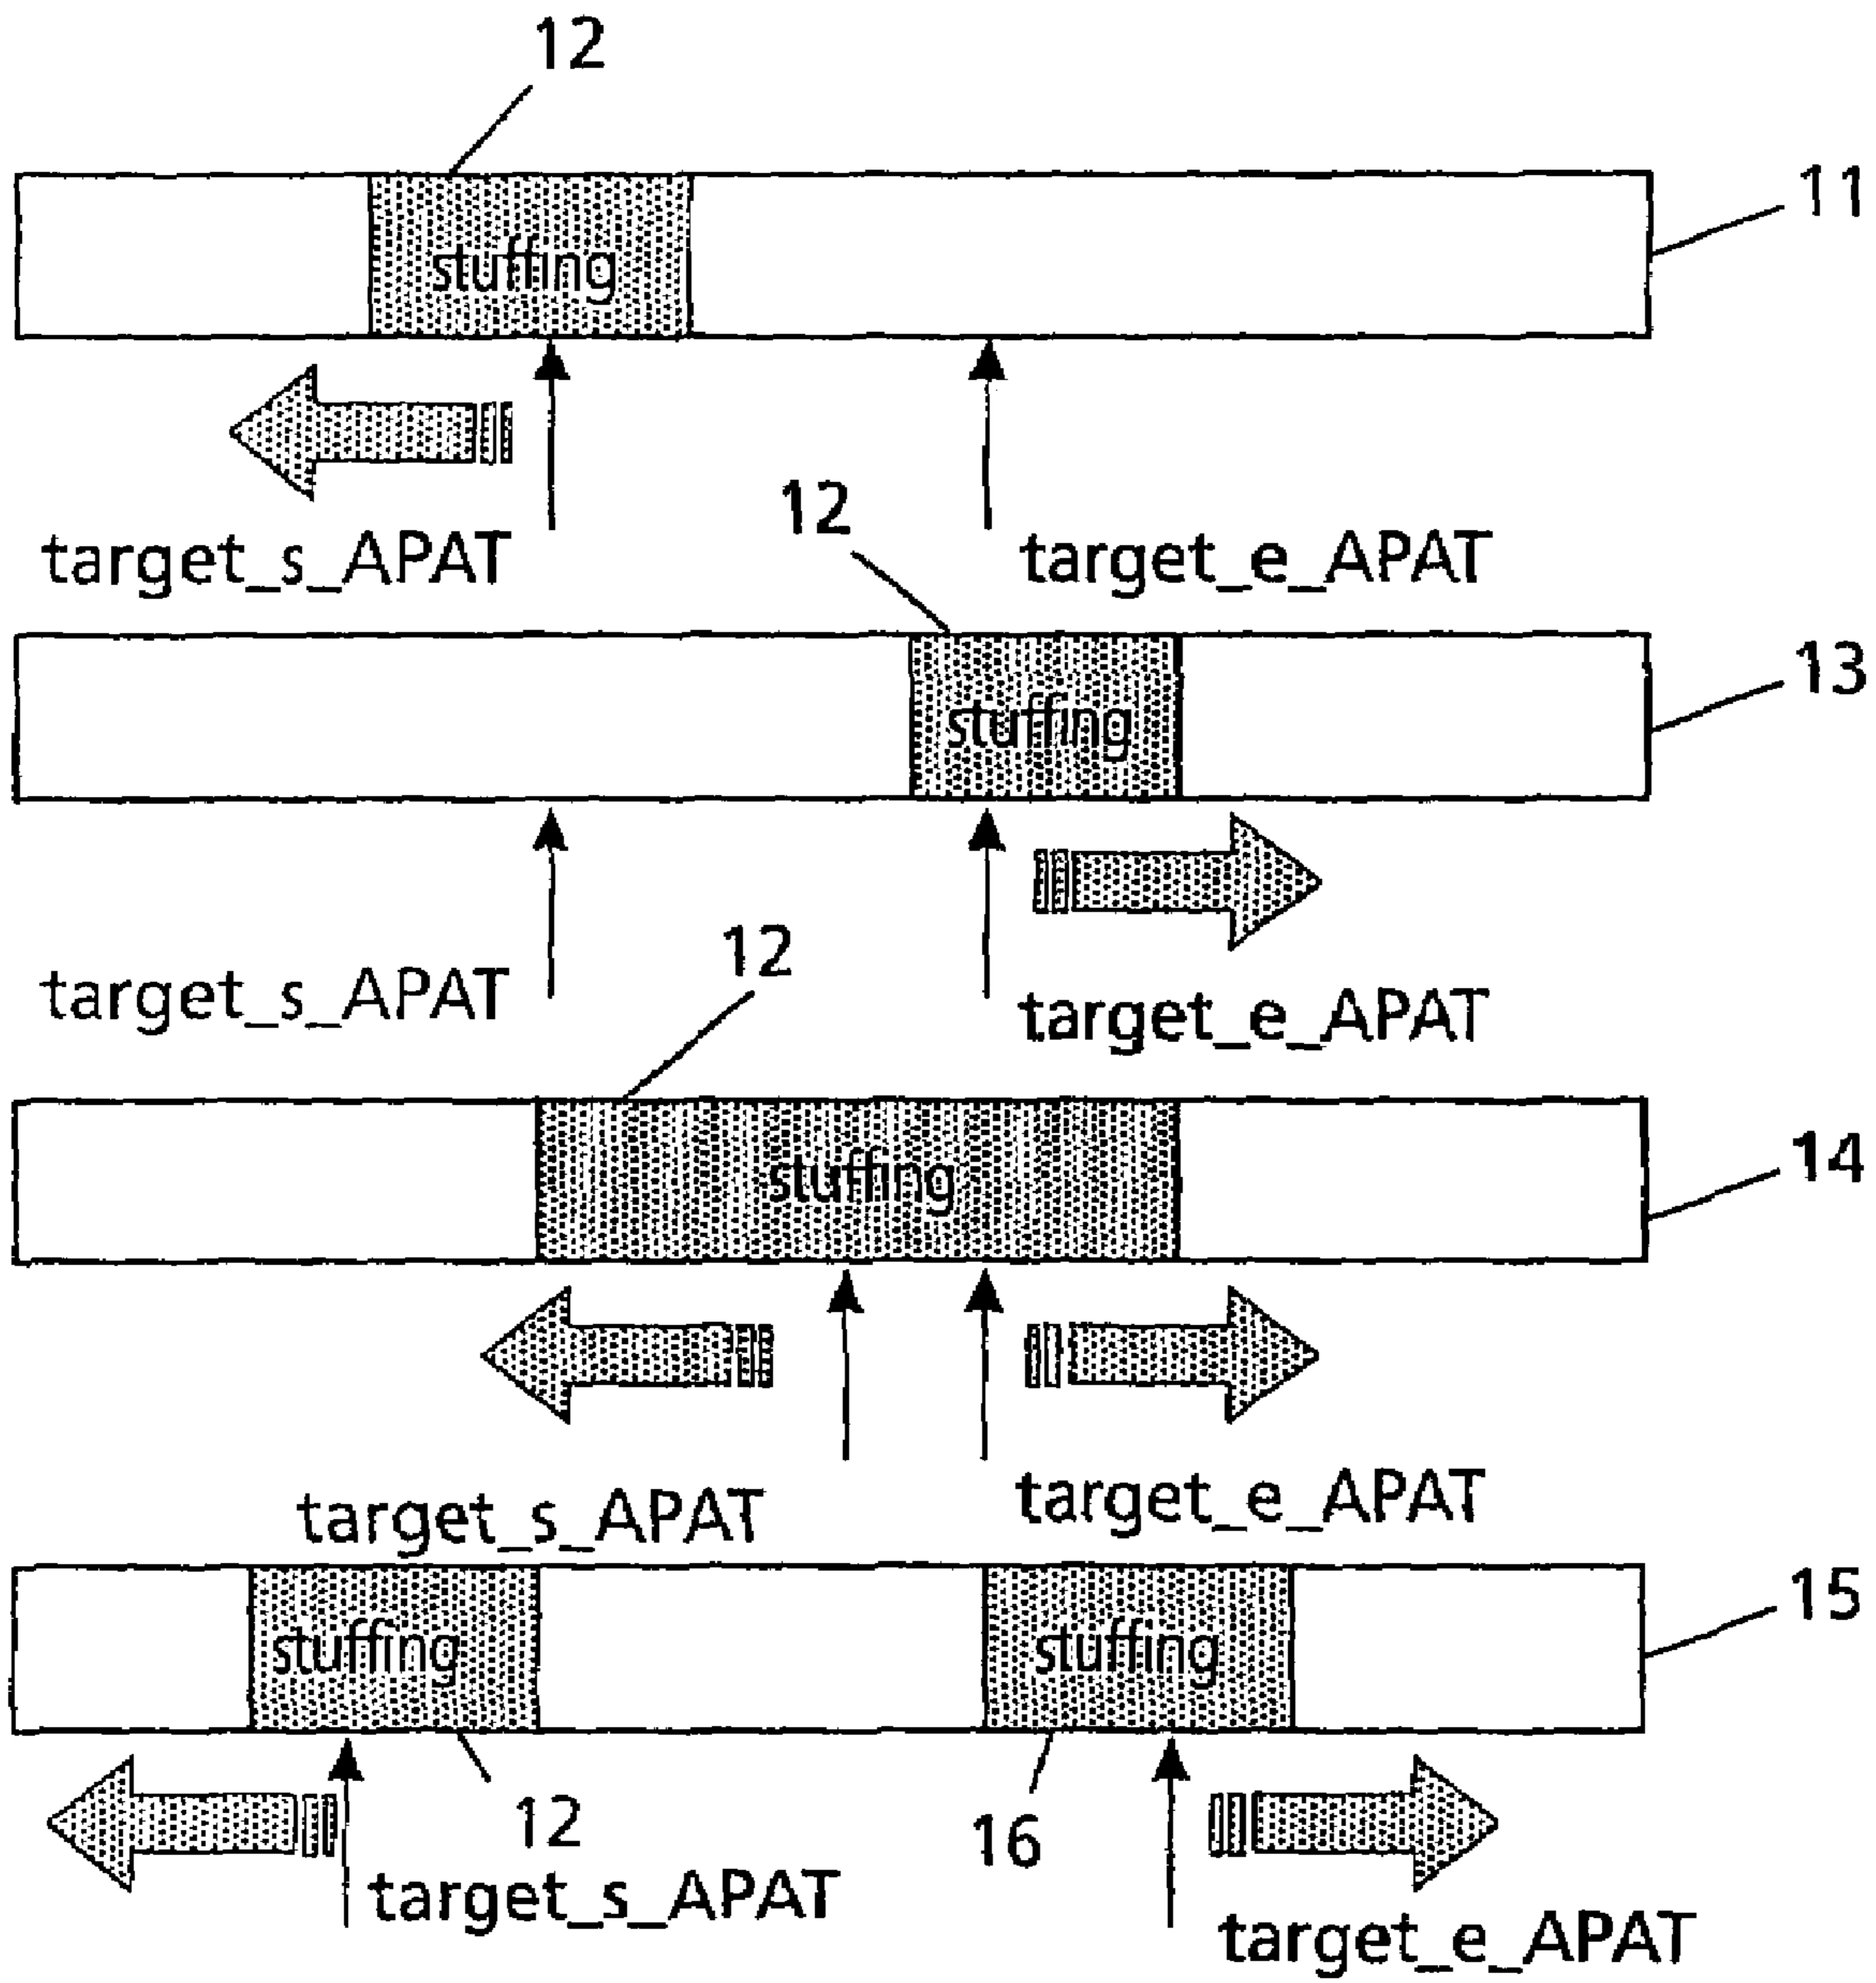 12
11
stuffing
12
target_s_APAT
target_e_APAT
13
stuffing
12
target_s_APAT
target_e_APAT
14
stuffing
target_s_APAT
target_e_APAT
15
stuffing
stuffing
12
16
target_s_APAT
target_e_APAT